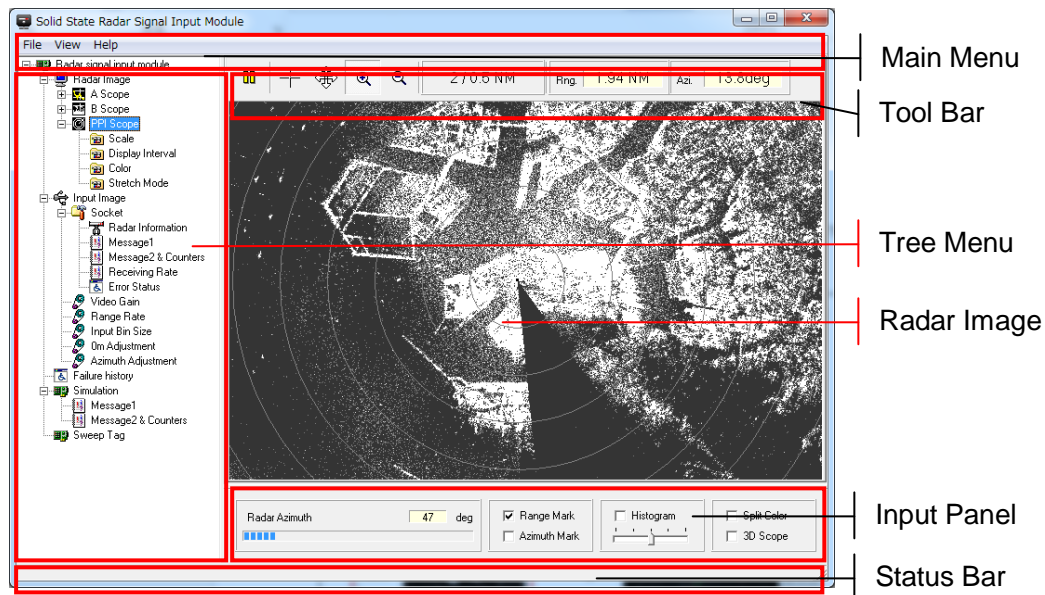 Solid State Radar Signal Input Module
File View Help
Main Menu
Radar signal input module
Radar Image
A Scope
B Scope
PPI Scope
Scale
Display Interval
Color
Stretch Mode
Input Image
Socket
Radar Information
Message1
Message2 & Counters
Receiving Rate
Error Status
Video Gain
Range Rate
Input Bin Size
0m Adjustment
Azimuth Adjustment
Failure history
Simulation
Message1
Message2 & Counters
Sweep Tag
2 / 0.5 NM
Rng. 1.94 NM
Azi. 13.8deg
Tool Bar
Tree Menu
Radar Image
Radar Azimuth 47 deg
Range Mark
Azimuth Mark
Histogram
Split Color
3D Scope
Input Panel
Status Bar